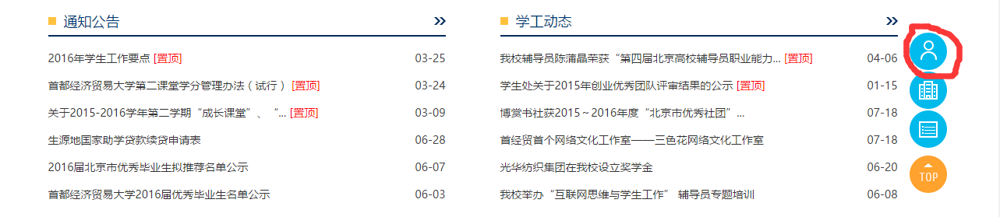 通知公告
2016年学生工作要点 [置顶] 03-25
首都经济贸易大学第二课堂学分管理办法（试行） [置顶] 03-24
关于2015-2016学年第二学期“成长课堂”、“... [置顶] 03-09
生源地国家助学贷款续贷申请表 06-28
2016届北京市优秀毕业生拟推荐名单公示 06-07
首都经济贸易大学2016届优秀毕业生名单公示 06-03
学工动态
我校辅导员陈蒲晶荣获“第四届北京高校辅导员职业能力... [置顶] 04-06
学生处关于2015年创业优秀团队评审结果的公示 [置顶] 01-15
博赏书社获2015～2016年度“北京市优秀社团”... 07-18
首经贸首个网络文化工作室——三色花网络文化工作室 07-18
光华纺织集团在我校设立奖学金 06-20
我校举办“互联网思维与学生工作” 辅导员专题培训 06-08
TOP